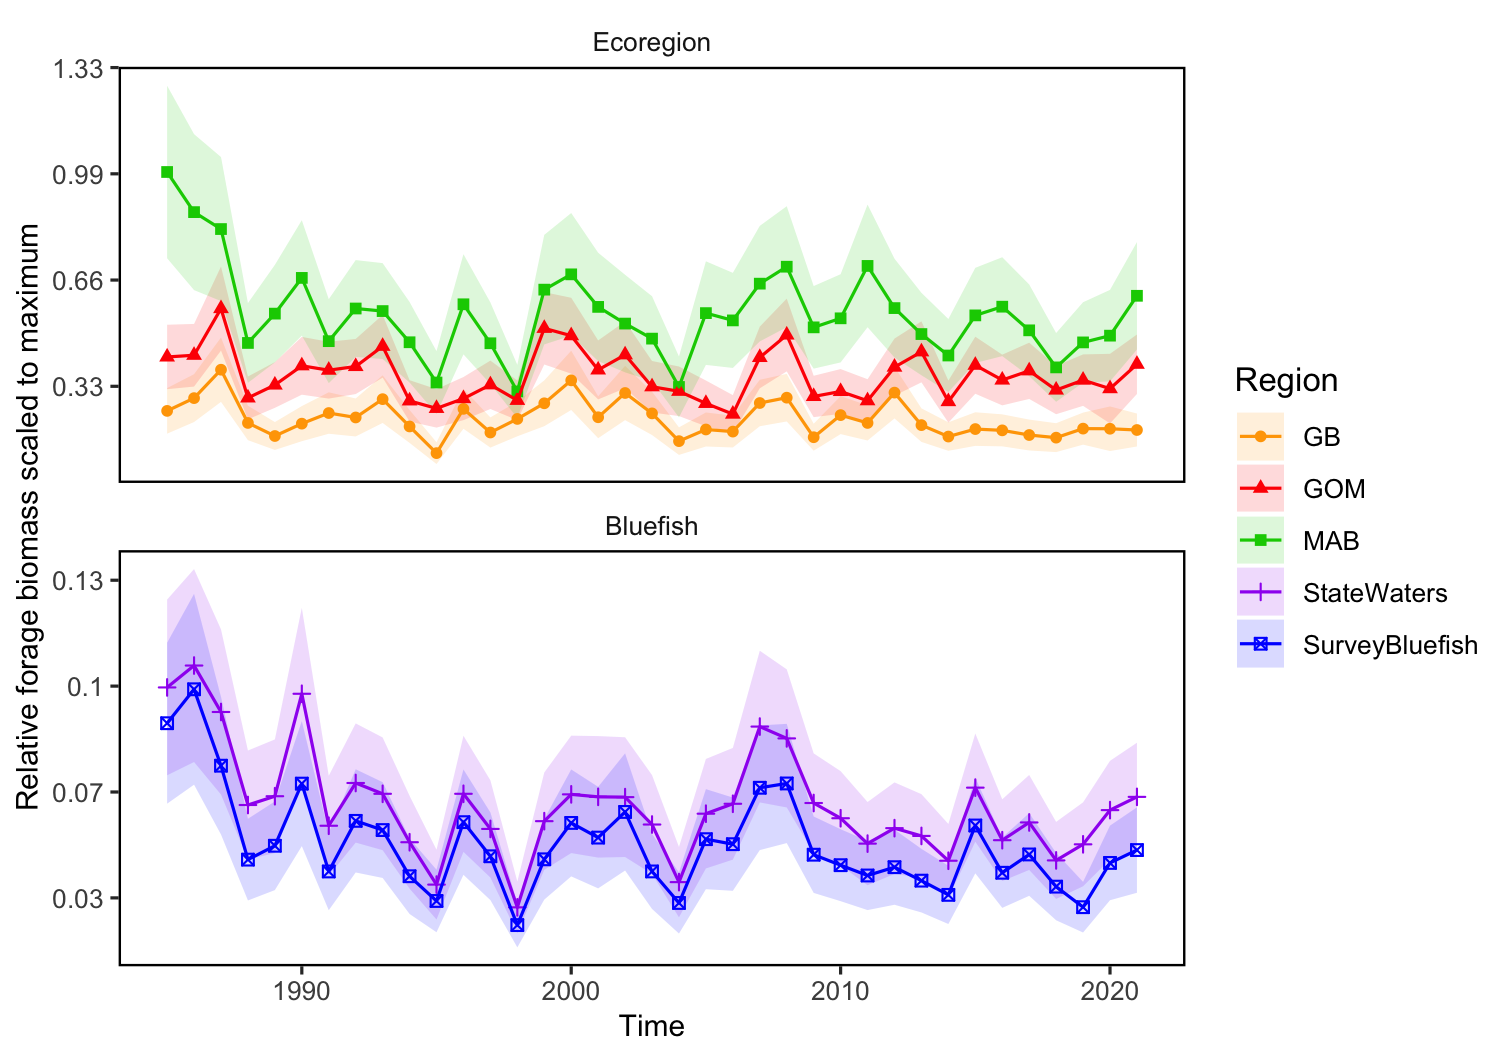 Ecoregion
1.33
0.99
0.66
0.33
Bluefish
0.13
0.1
0.07
0.03
1990
2000
2010
2020
Time
Relative forage biomass scaled to maximum
Region
GB
GOM
MAB
StateWaters
SurveyBluefish